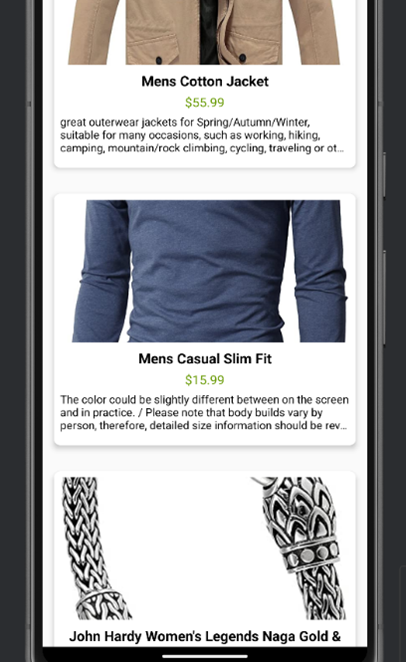 Mens Cotton Jacket
$55.99
great outerwear jackets for Spring/Autumn/Winter,
suitable for many occasions, such as working, hiking,
camping, mountain/rock climbing, cycling, traveling or ot...
Mens Casual Slim Fit
$15.99
The color could be slightly different between on the screen
and in practice. / Please note that body builds vary by
person, therefore, detailed size information should be rev...
John Hardy Women's Legends Naga Gold &